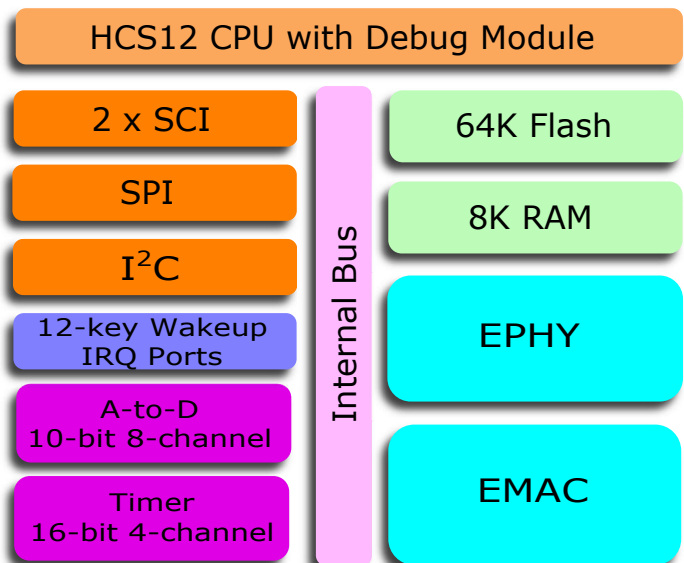 HCS12 CPU with Debug Module
2 x SCI
SPI
I²C
12-key Wakeup
IRQ Ports
A-to-D
10-bit 8-channel
Timer
16-bit 4-channel
Internal Bus
64K Flash
8K RAM
EPHY
EMAC